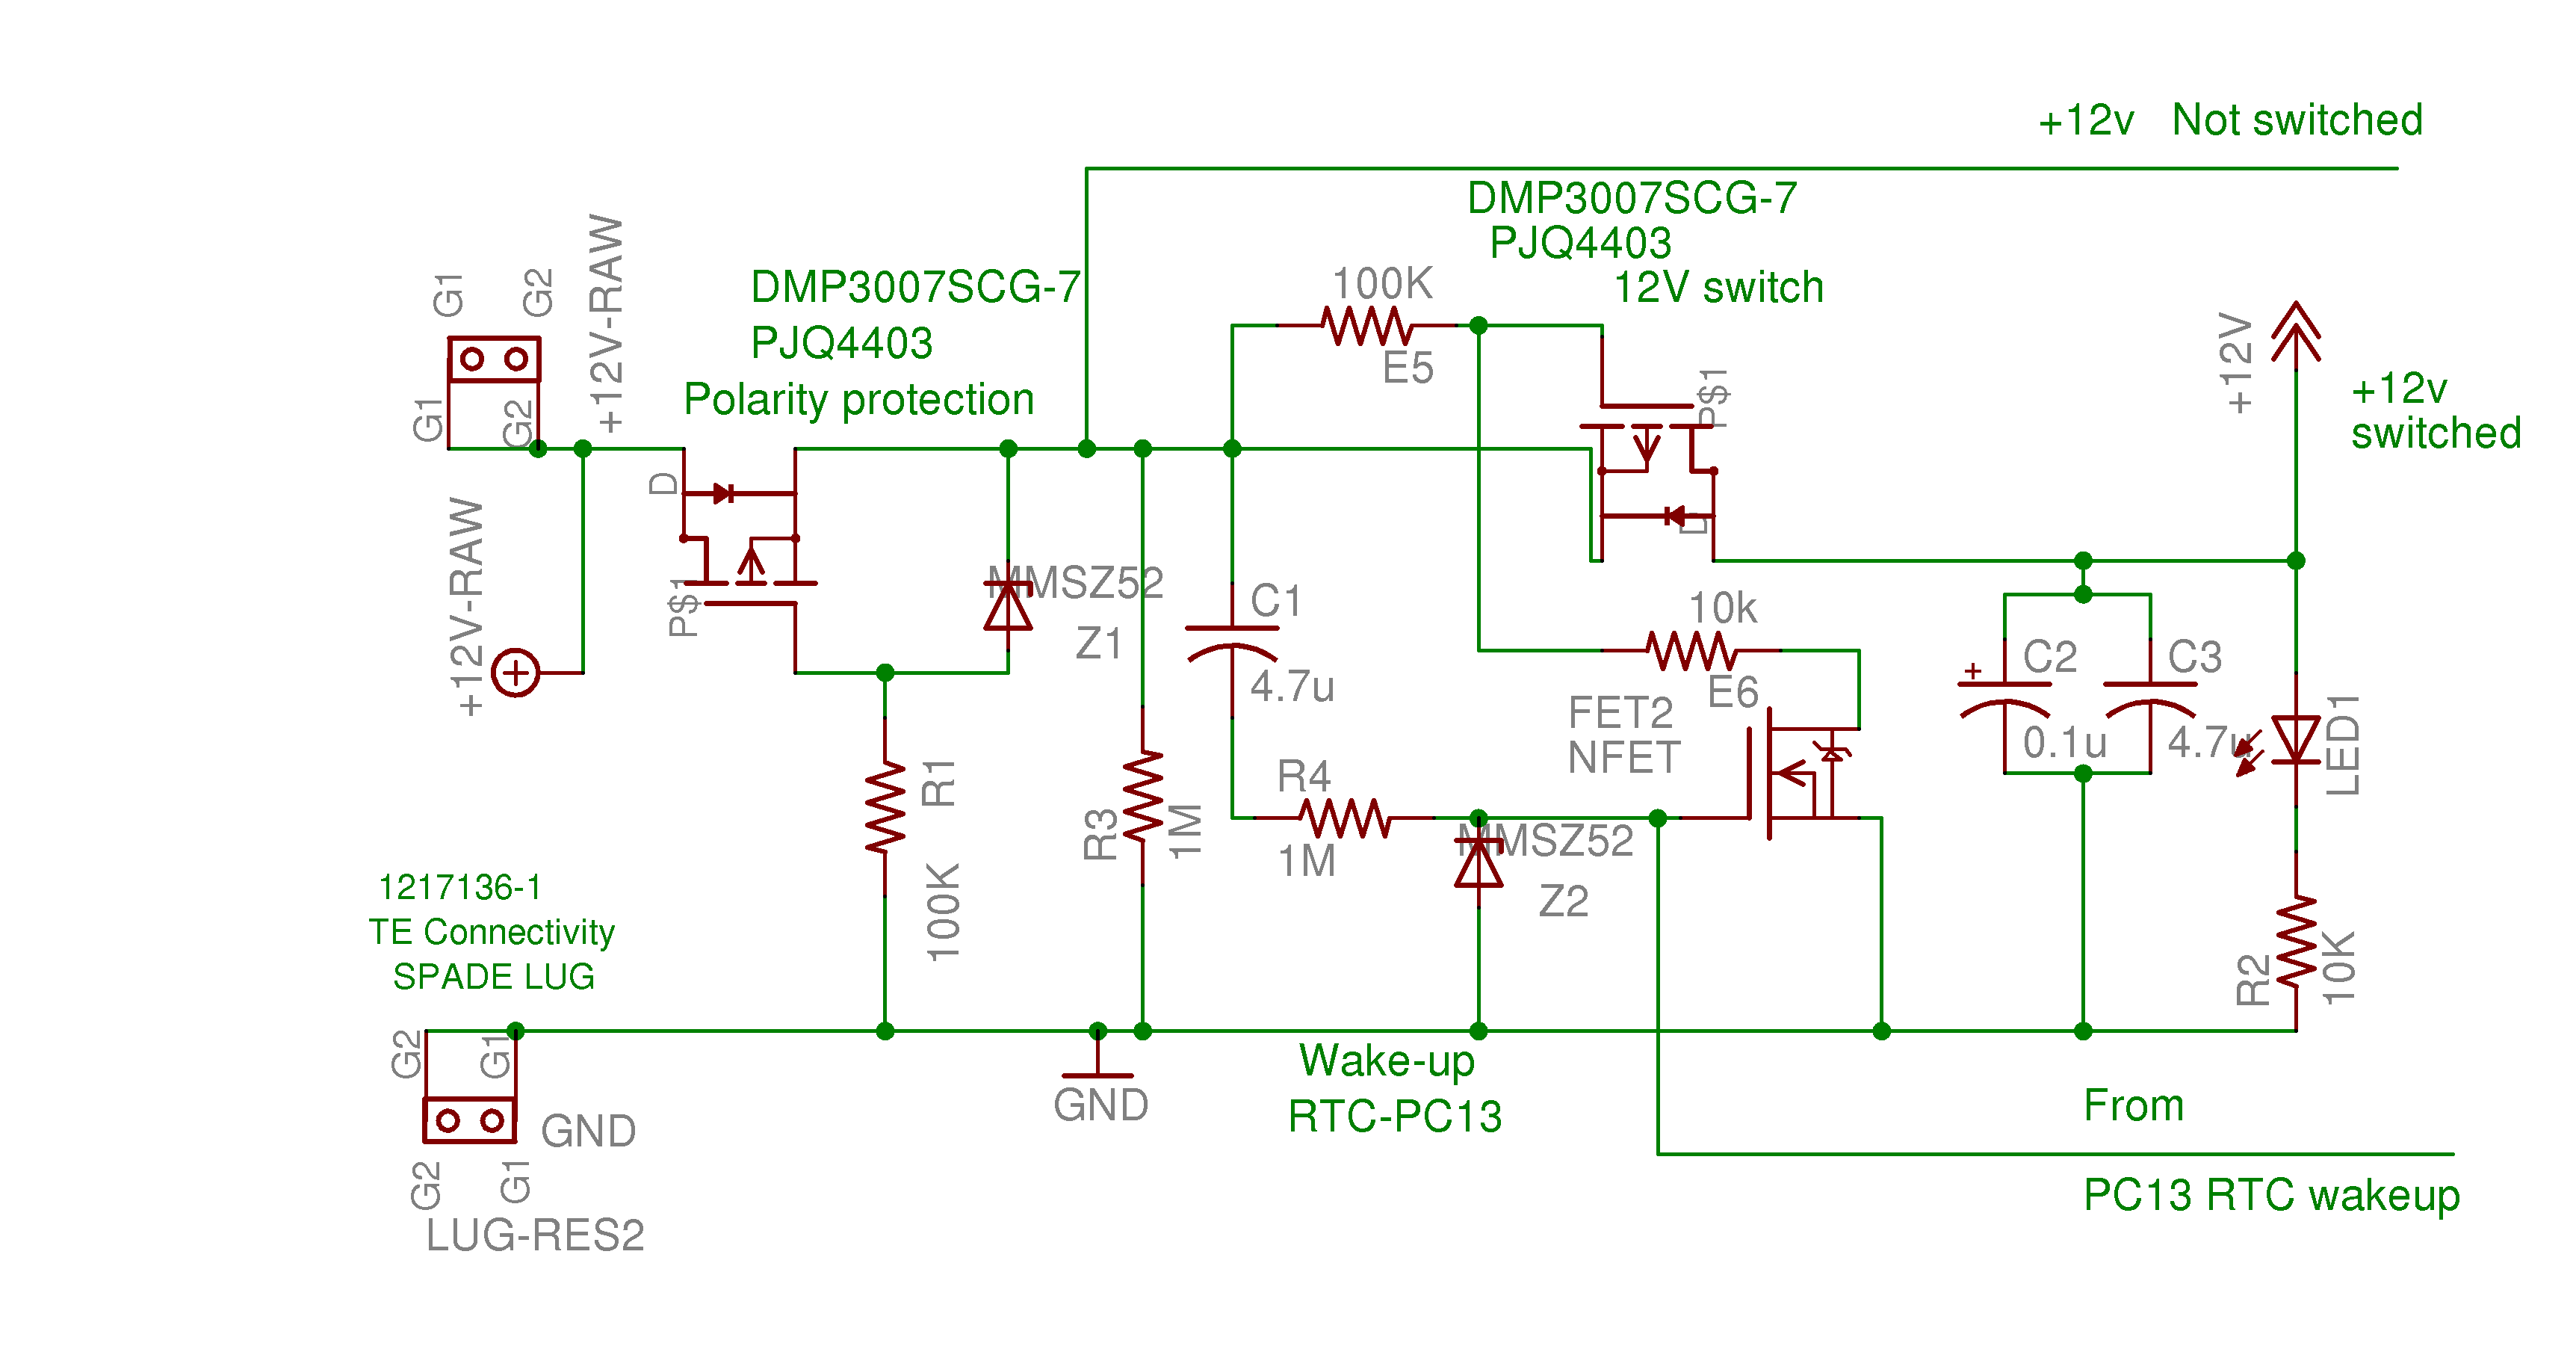 +12v   Not switched
DMP3007SCG-7
PJQ4403
12V switch
100K
E5
P$1
D
DMP3007SCG-7
PJQ4403
Polarity protection
G1
G2
+12V-RAW
G1
G2
+12V-RAW
D
P$1
+12V
+12v
switched
MMSZ52
Z1
C1
4.7u
10k
E6
FET2
NFET
C2
+
0.1u
C3
4.7u
LED1
R1
100K
R3
1M
R4
1M
MMSZ52
Z2
R2
10K
1217136-1
TE Connectivity
SPADE LUG
G2
G1
GND
G2
G1
LUG-RES2
GND
Wake-up
RTC-PC13
From
PC13 RTC wakeup